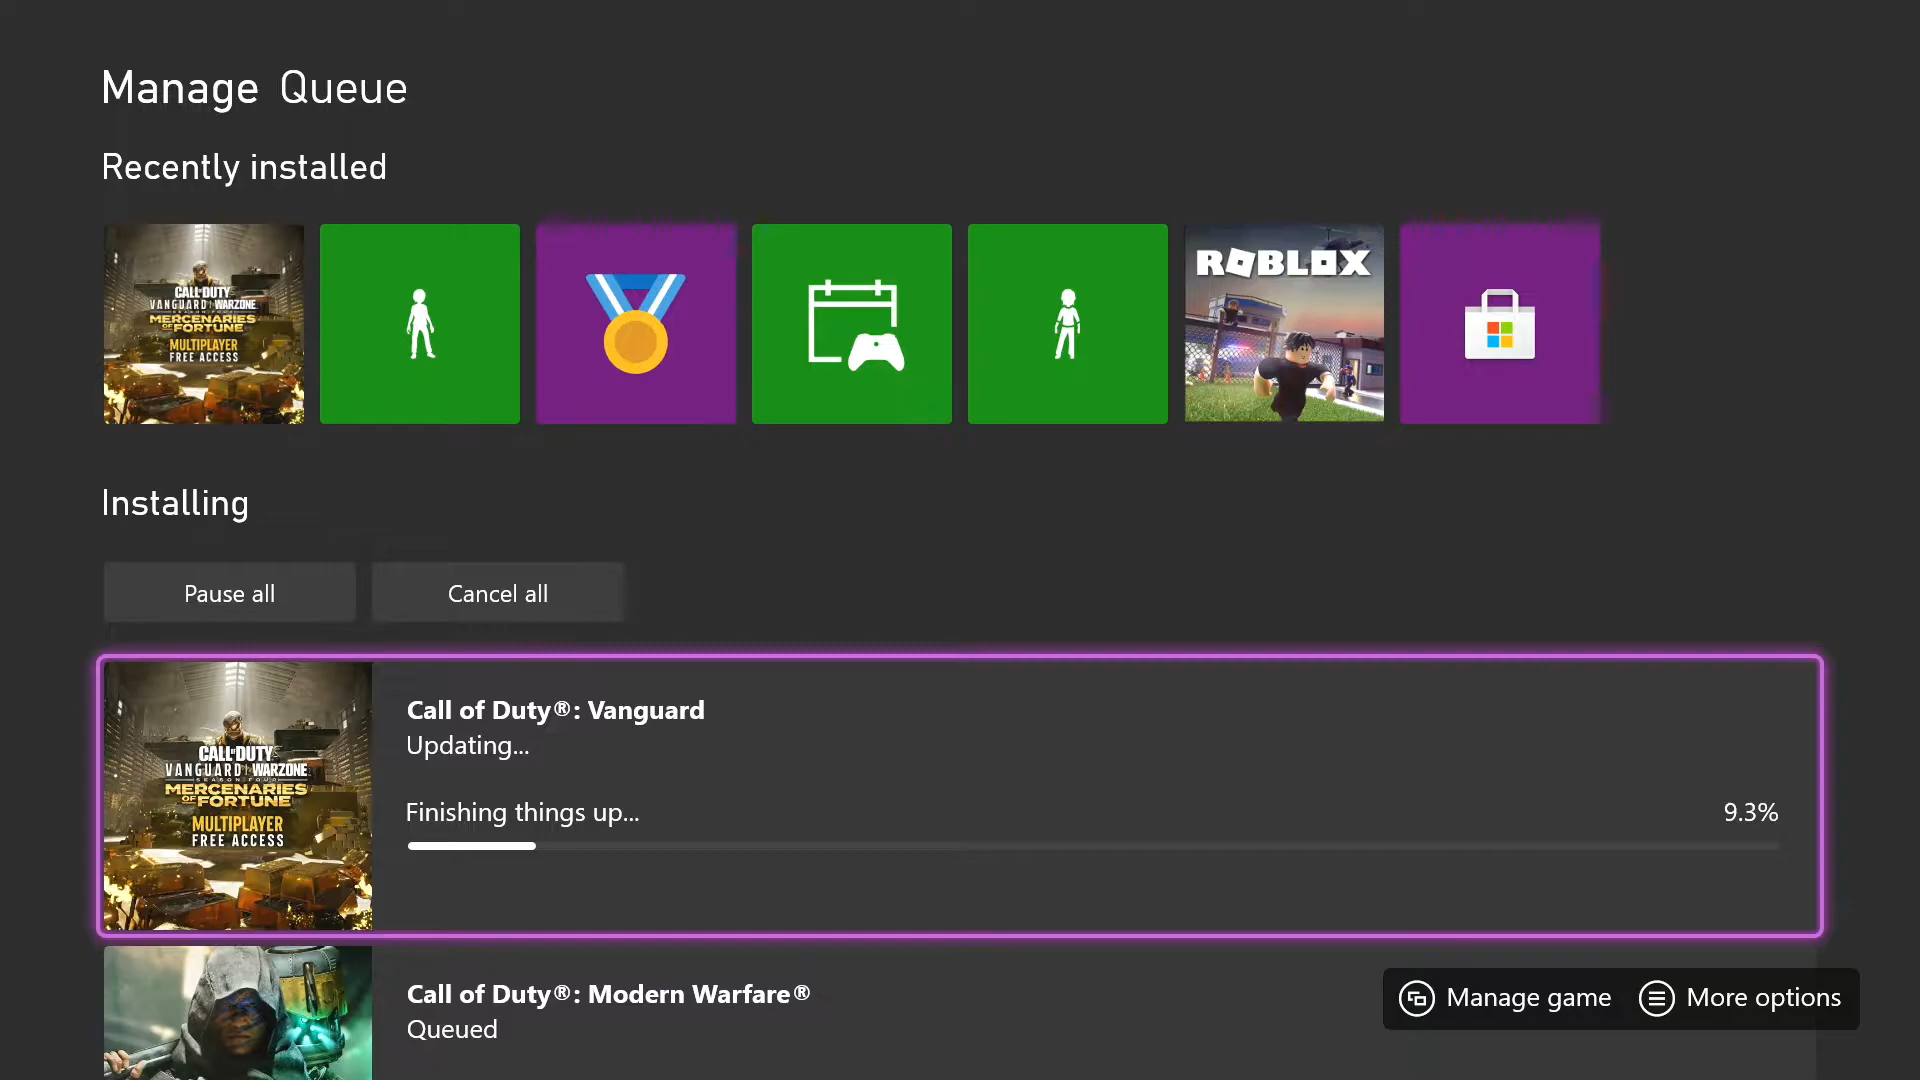 Manage Queue
Recently installed
CALL OF DUTY
VANGUARD | WARZONE
MERCENARIES
OF FORTUNE
MULTIPLAYER
FREE ACCESS
ROBLOX
Installing
Pause all
Cancel all
CALL OF DUTY
VANGUARD | WARZONE
SEASON FOUR
MERCENARIES
OF FORTUNE
MULTIPLAYER
FREE ACCESS
Call of Duty®: Vanguard
Updating...
Finishing things up...
9.3%
Call of Duty®: Modern Warfare®
Queued
Manage game
More options